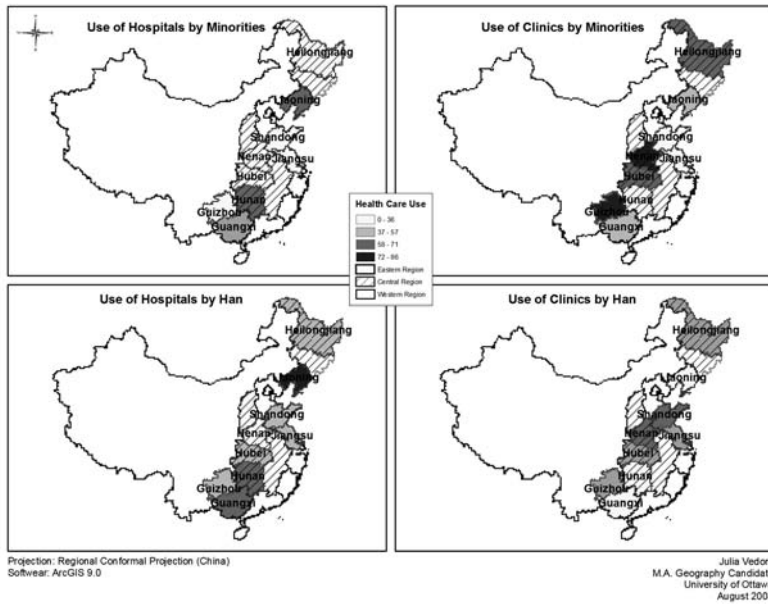 Use of Hospitals by Minorities
Heilongjiang
Liaoning
Shandong
Henan
Jiangsu
Hubei
Hunan
Guizhou
Guangxi
Use of Clinics by Minorities
Heilongjiang
Liaoning
Shandong
Henan
Jiangsu
Hubei
Hunan
Guizhou
Guangxi
Health Care Use
0 - 36
37 - 57
58 - 71
72 - 86
Eastern Region
Central Region
Western Region
Use of Hospitals by Han
Heilongjiang
Liaoning
Shandong
Henan
Jiangsu
Hubei
Hunan
Guizhou
Guangxi
Use of Clinics by Han
Heilongjiang
Liaoning
Shandong
Henan
Jiangsu
Hubei
Hunan
Guizhou
Guangxi
Projection: Regional Conformal Projection (China)
Softwear: ArcGIS 9.0
Julia Vedor
M.A. Geography Candidat
University of Ottaw
August 200